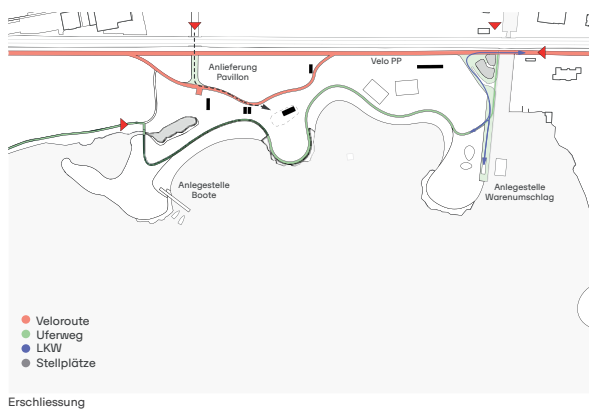 Anlieferung
Pavillon
Velo PP
Anlegestelle
Boote
Anlegestelle
Warenumschlag
Veloroute
Uferweg
LKW
Stellplätze
Erschliessung